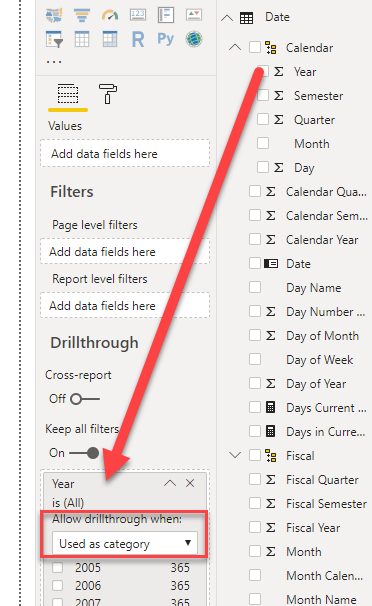 123
R
Py
...
Values
Add data fields here
Filters
Page level filters
Add data fields here
Report level filters
Add data fields here
Drillthrough
Cross-report
Off
Keep all filters
On
Year
is (All)
Allow drillthrough when:
Used as category
2005 365
2006 365
2007 365
Date
Calendar
Σ Year
Σ Semester
Σ Quarter
Month
Σ Day
Σ Calendar Qua...
Σ Calendar Sem...
Σ Calendar Year
Date
Day Name
Σ Day Number ...
Σ Day of Month
Day of Week
Σ Day of Year
Days Current ...
Days in Curre...
Fiscal
Σ Fiscal Quarter
Σ Fiscal Semester
Σ Fiscal Year
Σ Month
Month Calen...
Month Name